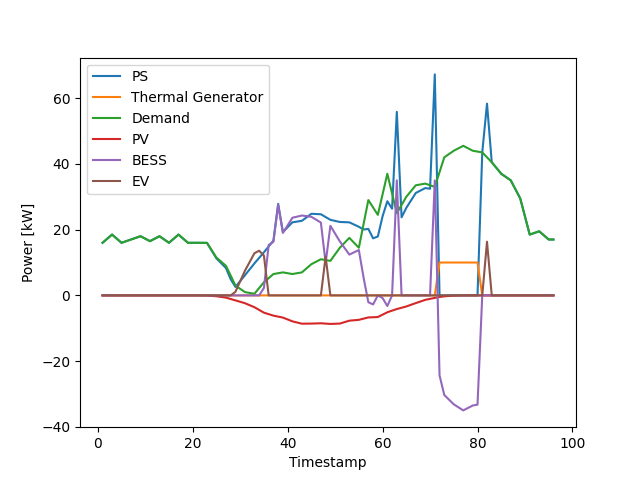 PS
Thermal Generator
Demand
PV
BESS
EV
Power [kW]
60
40
20
0
−20
−40
0 20 40 60 80 100
Timestamp